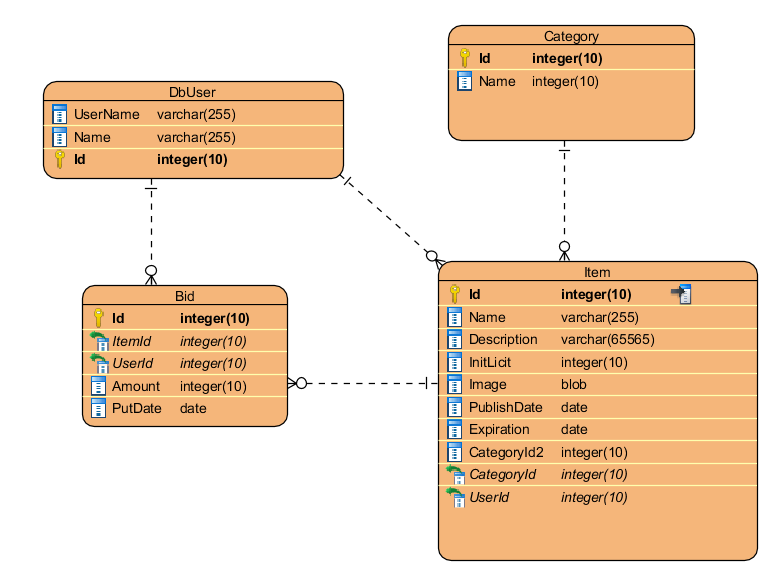 Category
Id integer(10)
Name integer(10)
DbUser
UserName varchar(255)
Name varchar(255)
Id integer(10)
Bid
Id integer(10)
ItemId integer(10)
UserId integer(10)
Amount integer(10)
PutDate date
Item
Id integer(10)
Name varchar(255)
Description varchar(65565)
InitLicit integer(10)
Image blob
PublishDate date
Expiration date
CategoryId2 integer(10)
CategoryId integer(10)
UserId integer(10)